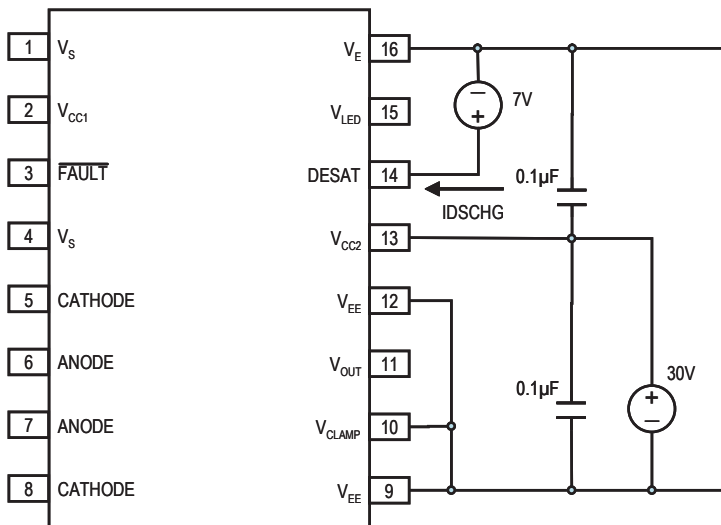 1 V_S
2 V_CC1
3 FAULT
4 V_S
5 CATHODE
6 ANODE
7 ANODE
8 CATHODE
V_E 16
V_LED 15
DESAT 14
V_CC2 13
V_EE 12
V_OUT 11
V_CLAMP 10
V_EE 9
7V
IDSCHG
0.1µF
0.1µF
30V